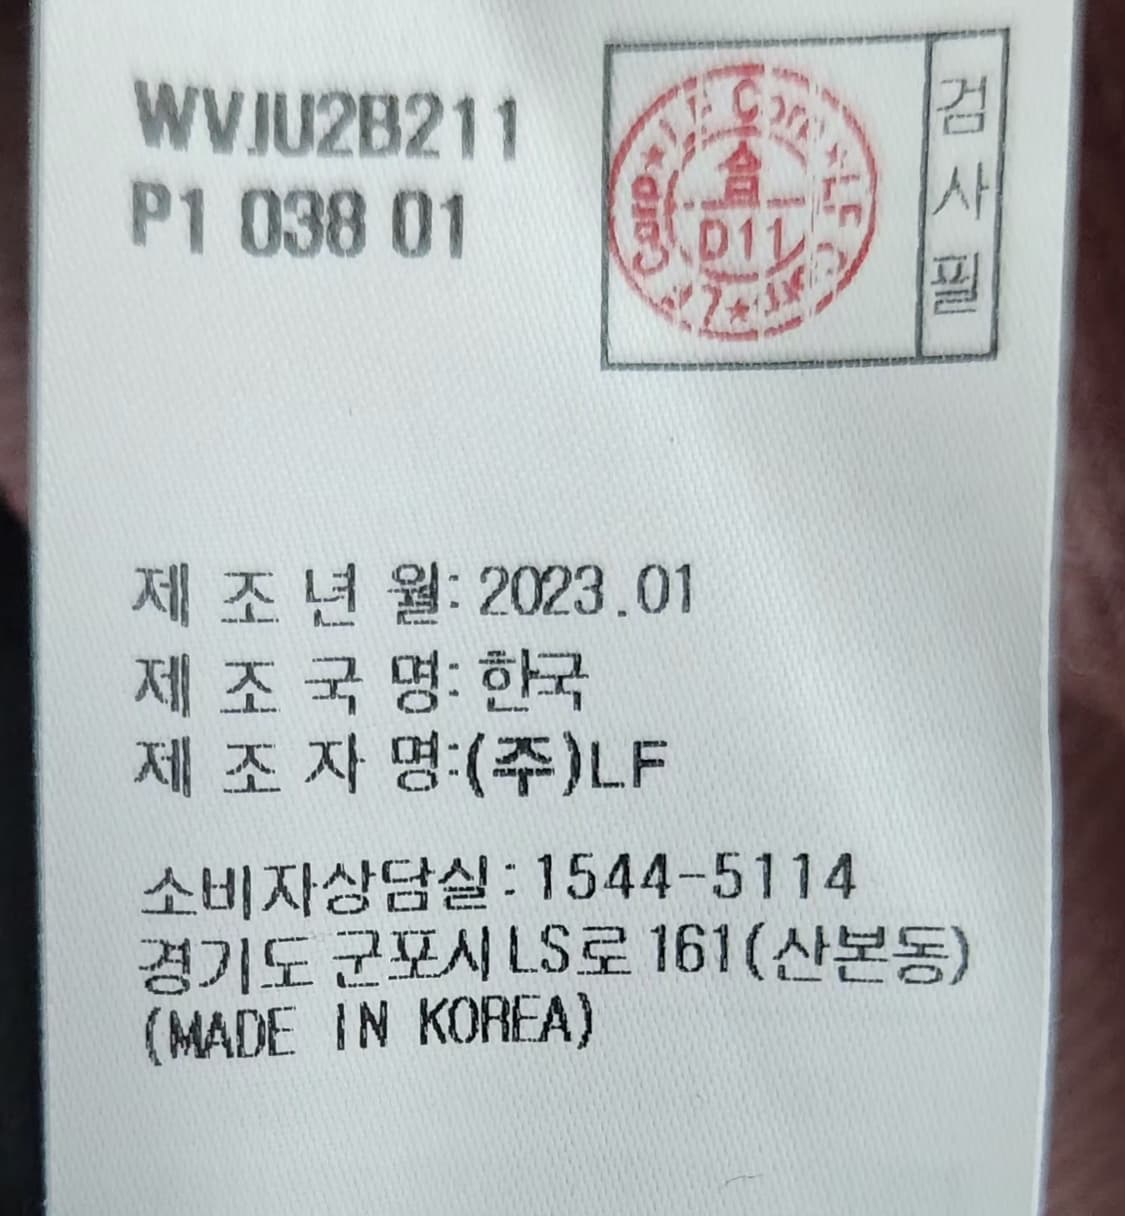 WVJU2B211
P1 038 01
검사필
合
D11
제 조 년 월: 2023.01
제 조 국 명: 한국
제 조 자 명:(주)LF
소비자상담실: 1544-5114
경기도 군포시 LS로 161(산본동)
(MADE IN KOREA)